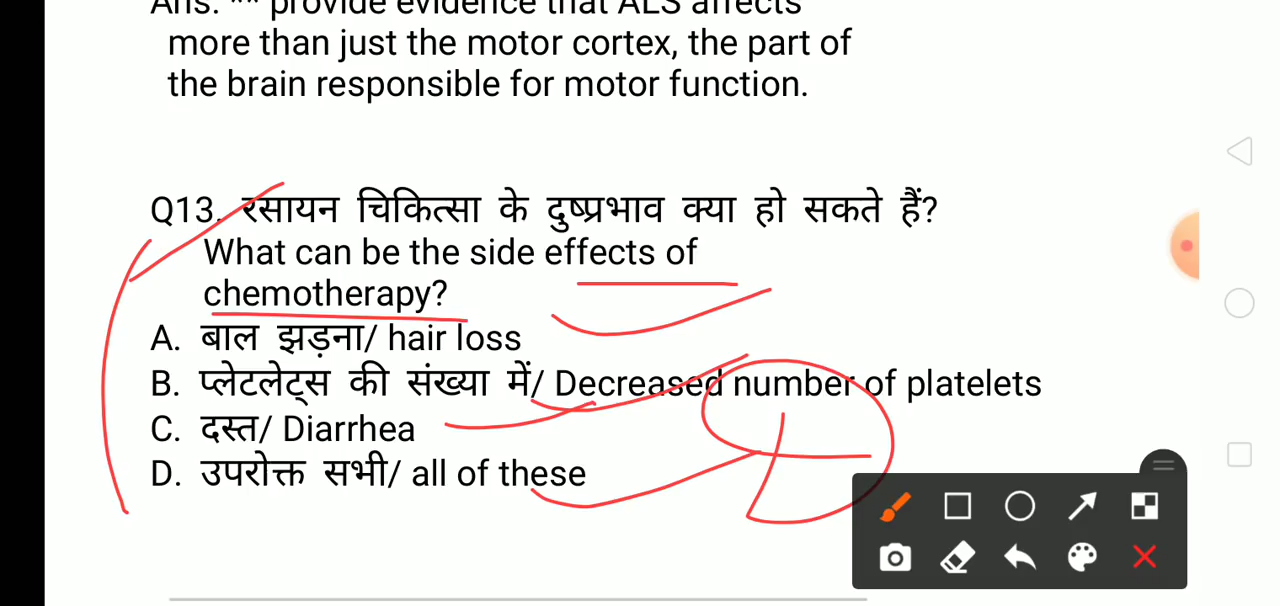 Ans. ** provide evidence that ALS affects
more than just the motor cortex, the part of
the brain responsible for motor function.
Q13. रसायन चिकित्सा के दुष्प्रभाव क्या हो सकते हैं?
What can be the side effects of
chemotherapy?
A. बाल झड़ना/ hair loss
B. प्लेटलेट्स की संख्या में/ Decreased number of platelets
C. दस्त/ Diarrhea
D. उपरोक्त सभी/ all of these